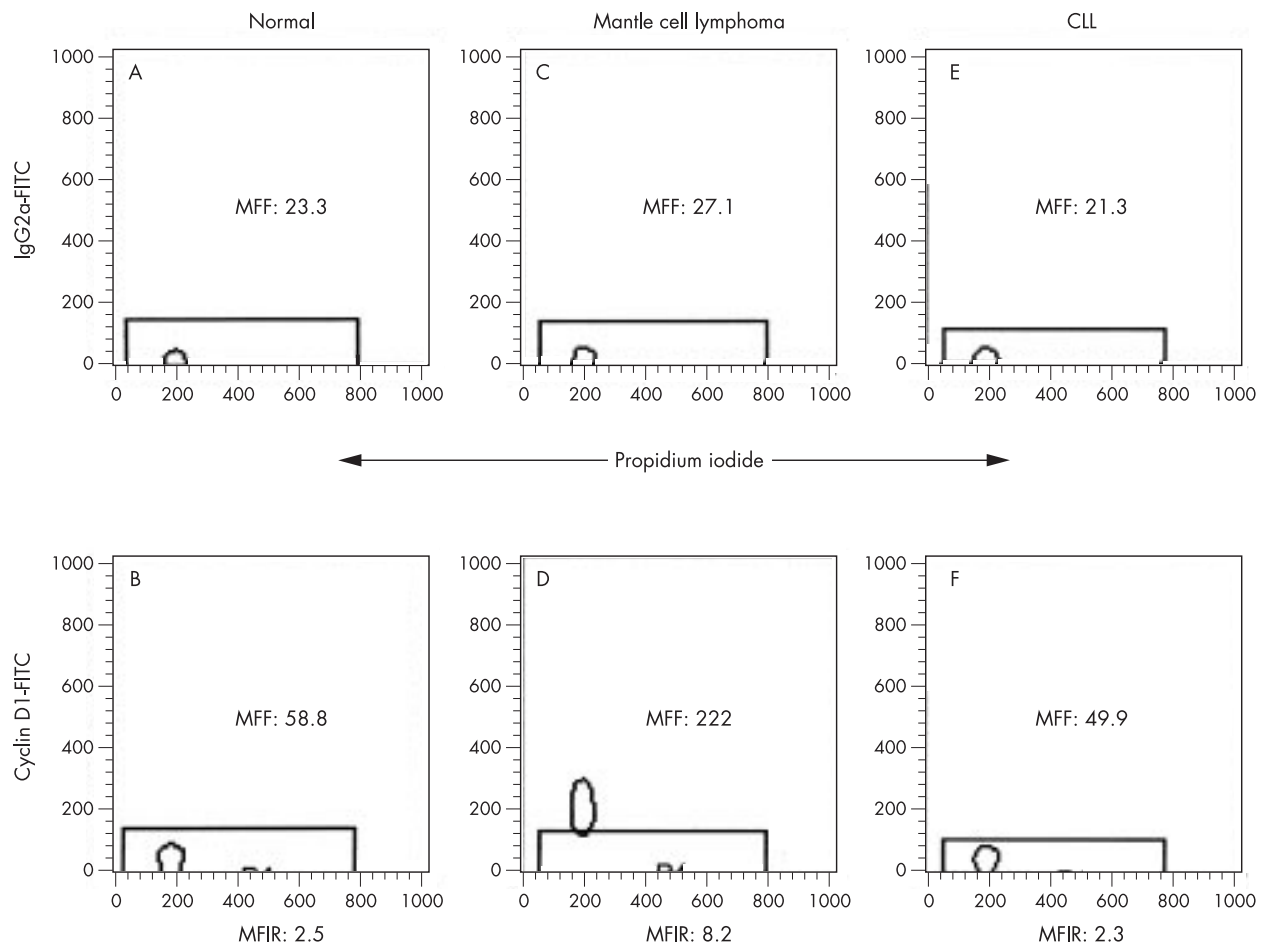 Normal
Mantle cell lymphoma
CLL
IgG2a-FITC
1000
800
600
400
200
0
A
MFF: 23.3
0 200 400 600 800 1000
1000
800
600
400
200
0
C
MFF: 27.1
0 200 400 600 800 1000
1000
800
600
400
200
0
E
MFF: 21.3
0 200 400 600 800 1000
Propidium iodide
Cyclin D1-FITC
1000
800
600
400
200
0
B
MFF: 58.8
0 200 400 600 800 1000
MFIR: 2.5
1000
800
600
400
200
0
D
MFF: 222
0 200 400 600 800 1000
MFIR: 8.2
1000
800
600
400
200
0
F
MFF: 49.9
0 200 400 600 800 1000
MFIR: 2.3